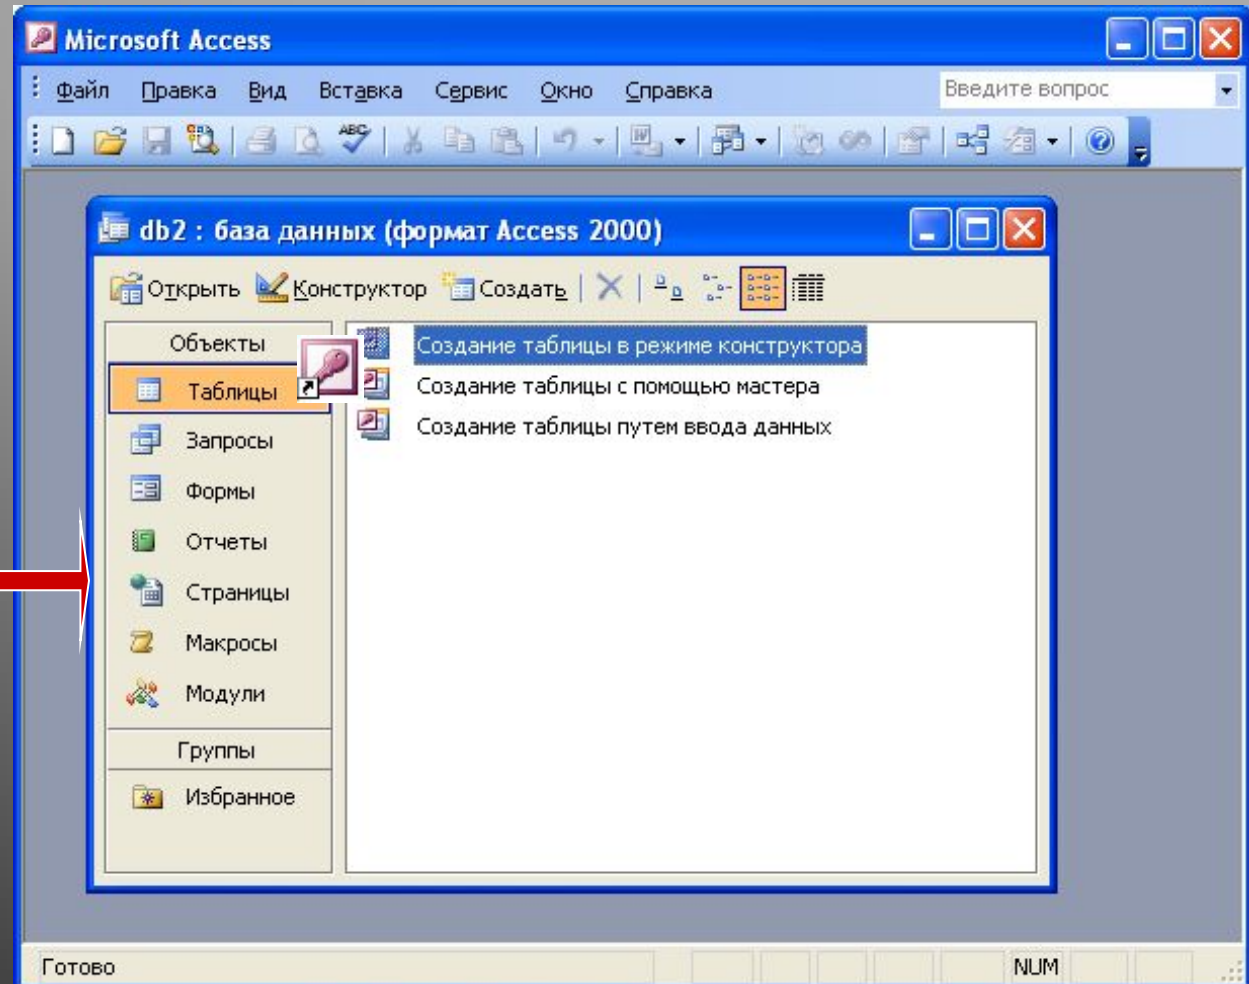 Microsoft Access
Файл Правка Вид Вставка Сервис Окно Справка Введите вопрос
ABC
W
db2 : база данных (формат Access 2000)
Открыть Конструктор Создать
Объекты
Таблицы
Запросы
Формы
Отчеты
Страницы
Макросы
Модули
Группы
Избранное
Создание таблицы в режиме конструктора
Создание таблицы с помощью мастера
Создание таблицы путем ввода данных
Готово NUM